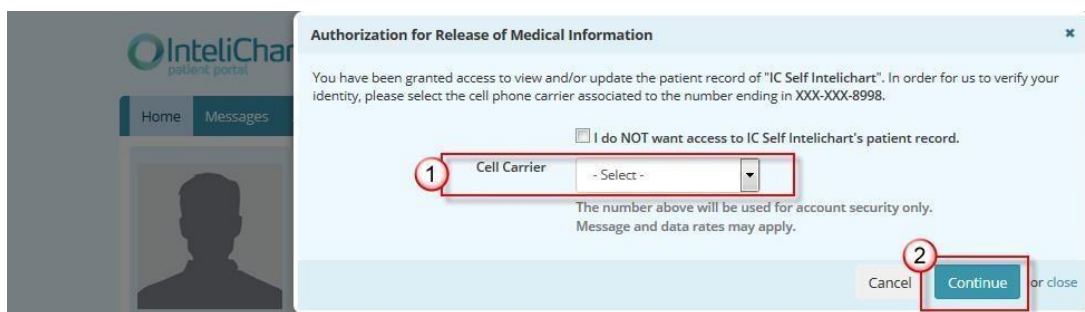 InteliChar
patient portal
Home Messages
Authorization for Release of Medical Information
x
You have been granted access to view and/or update the patient record of "IC Self Intelichart". In order for us to verify your
identity, please select the cell phone carrier associated to the number ending in XXX-XXX-8998.
I do NOT want access to IC Self Intelichart's patient record.
1
Cell Carrier
- Select -
The number above will be used for account security only.
Message and data rates may apply.
2
Cancel Continue or close